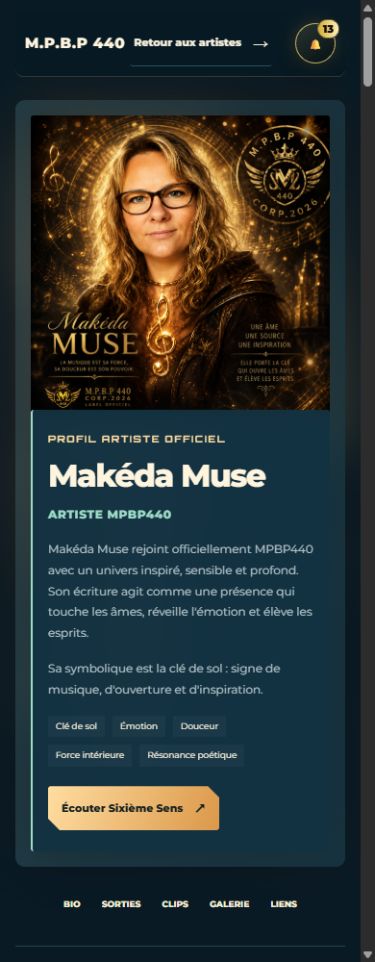 M.P.B.P 440 Retour aux artistes →
13
M.P.B.P 440
440
CORP.2026
Makéda
MUSE
LA MUSIQUE EST SA FORCE,
SA DOUCEUR EST SON POUVOIR.
M.P.B.P 440
CORP.2026
LABEL OFFICIEL
UNE ÂME
UNE SOURCE
UNE INSPIRATION
ELLE PORTE LA CLÉ
QUI OUVRE LES ÂMES
ET ÉLÈVE LES ESPRITS.
PROFIL ARTISTE OFFICIEL
Makéda Muse
ARTISTE MPBP440
Makéda Muse rejoint officiellement MPBP440
avec un univers inspiré, sensible et profond.
Son écriture agit comme une présence qui
touche les âmes, réveille l'émotion et élève les
esprits.
Sa symbolique est la clé de sol : signe de
musique, d'ouverture et d'inspiration.
Clé de sol Émotion Douceur
Force intérieure Résonance poétique
Écouter Sixième Sens ↗
BIO SORTIES CLIPS GALERIE LIENS